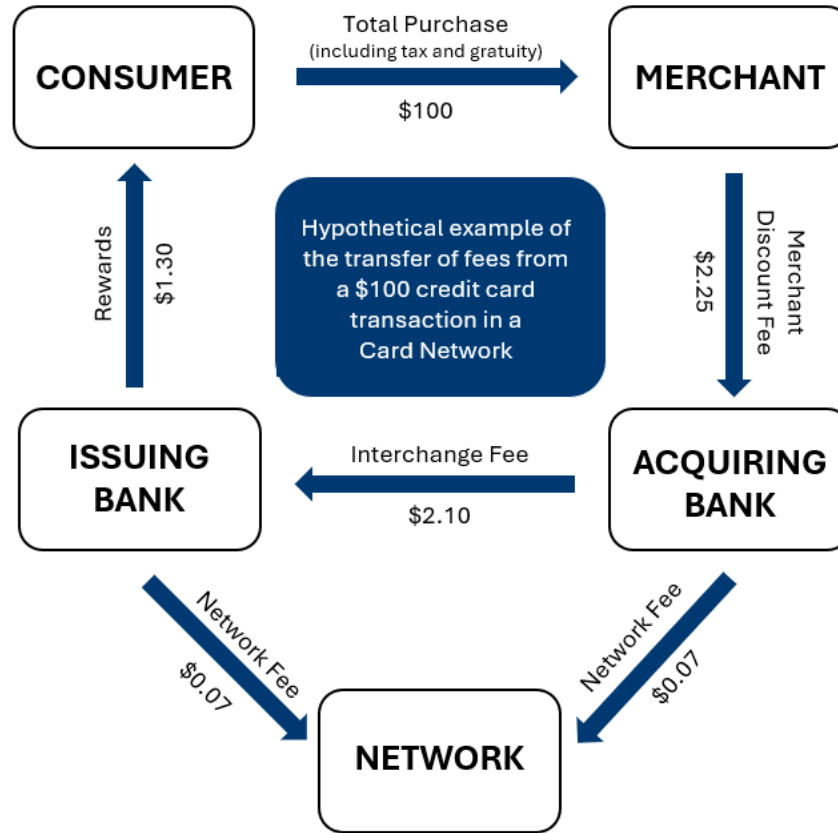 CONSUMER
Total Purchase
(including tax and gratuity)
$100
MERCHANT
Rewards
$1.30
Hypothetical example of
the transfer of fees from
a $100 credit card
transaction in a
Card Network
Merchant
Discount Fee
$2.25
ISSUING
BANK
Interchange Fee
$2.10
ACQUIRING
BANK
Network Fee
$0.07
Network Fee
$0.07
NETWORK